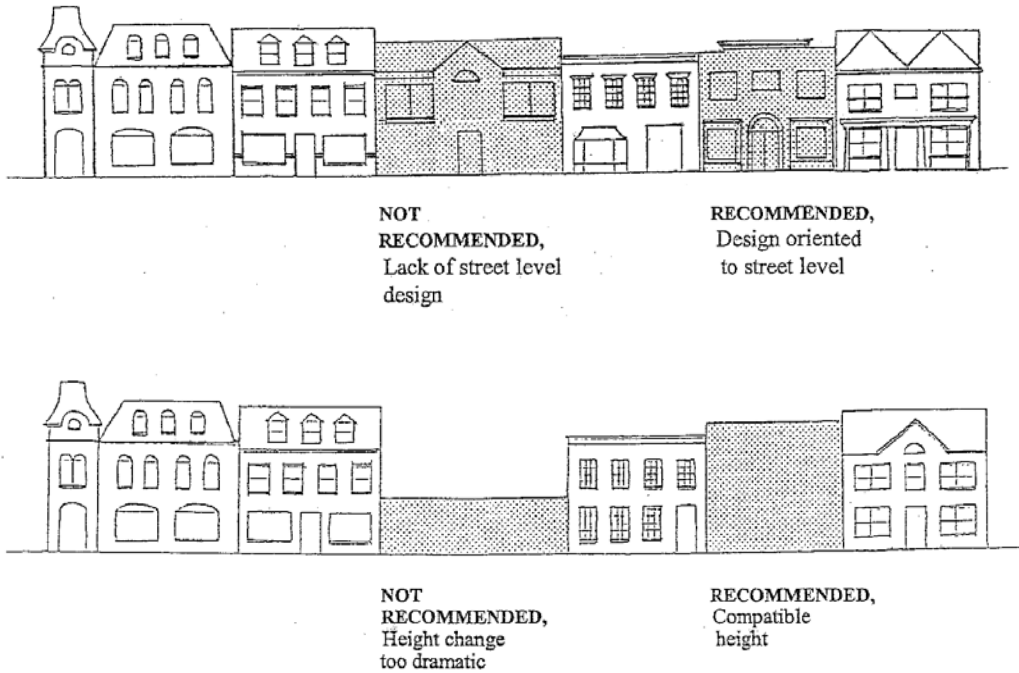 NOT
RECOMMENDED,
Lack of street level
design
RECOMMENDED,
Design oriented
to street level
NOT
RECOMMENDED,
Height change
too dramatic
RECOMMENDED,
Compatible
height